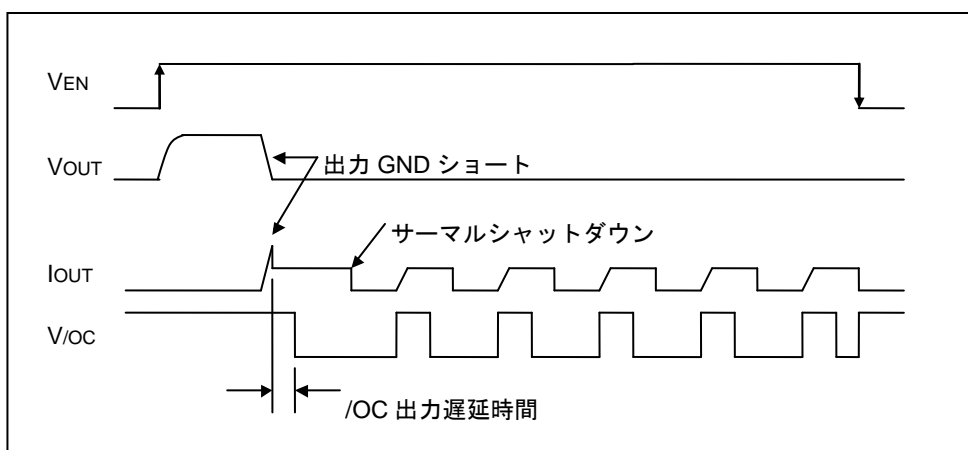 VEN
VOUT
出力 GND ショート
サーマルシャットダウン
IOUT
V/OC
/OC 出力遅延時間